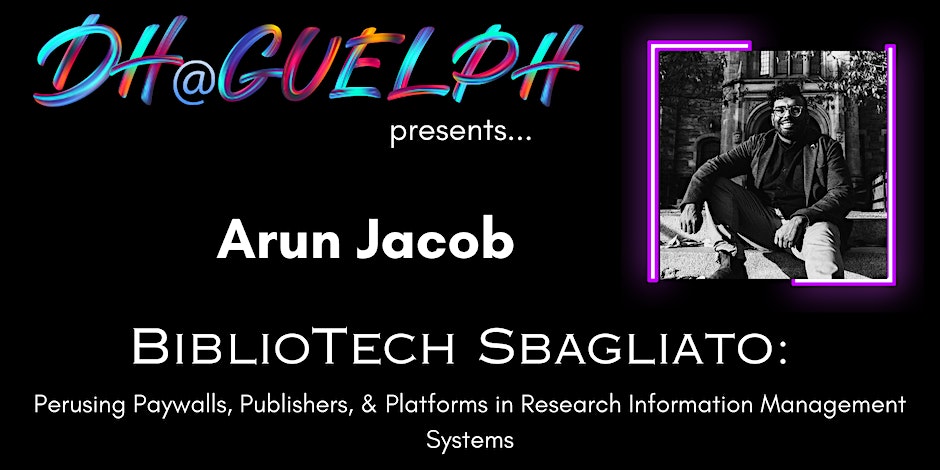 DH@GUELPH
presents...
Arun Jacob
BiblioTech Sbagliato:
Perusing Paywalls, Publishers, & Platforms in Research Information Management
Systems